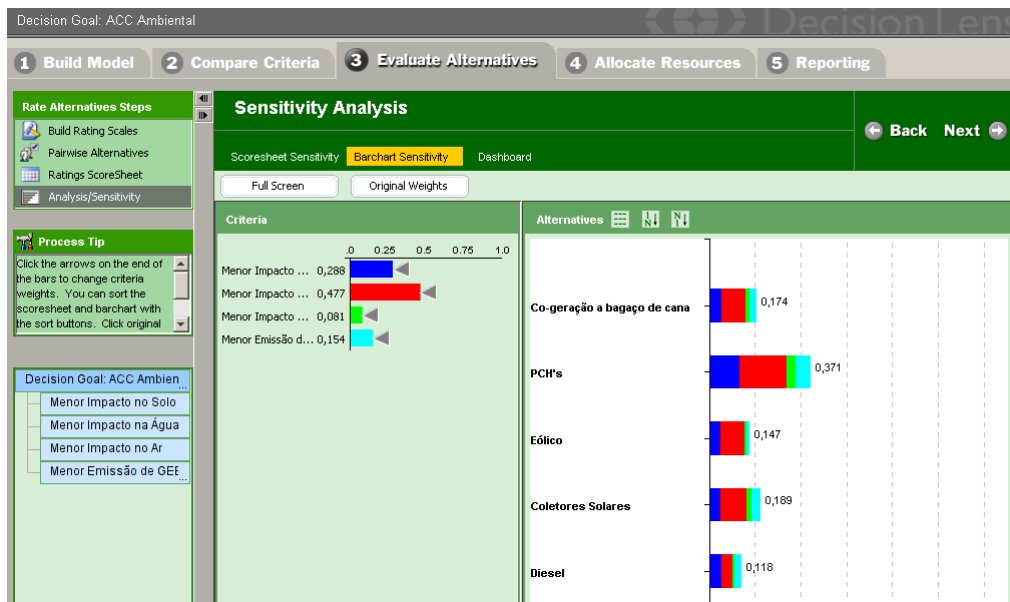 Decision Goal: ACC Ambiental
Decision Lens
1 Build Model
2 Compare Criteria
3 Evaluate Alternatives
4 Allocate Resources
5 Reporting
Rate Alternatives Steps
Build Rating Scales
Pairwise Alternatives
Ratings ScoreSheet
Analysis/Sensitivity
Process Tip
Click the arrows on the end of
the bars to change criteria
weights. You can sort the
scoresheet and barchart with
the sort buttons. Click original
Decision Goal: ACC Ambien...
Menor Impacto no Solo
Menor Impacto na Água
Menor Impacto no Ar
Menor Emissão de GEE...
Sensitivity Analysis
Back Next
Scoresheet Sensitivity Barchart Sensitivity Dashboard
Full Screen Original Weights
Criteria
.0 0.25 0.5 0.75 1.0
Menor Impacto ... 0,288
Menor Impacto ... 0,477
Menor Impacto ... 0,081
Menor Emissão d... 0,154
Alternatives
Co-geração a bagaço de cana 0,174
PCH's 0,371
Eólico 0,147
Coletores Solares 0,189
Diesel 0,118